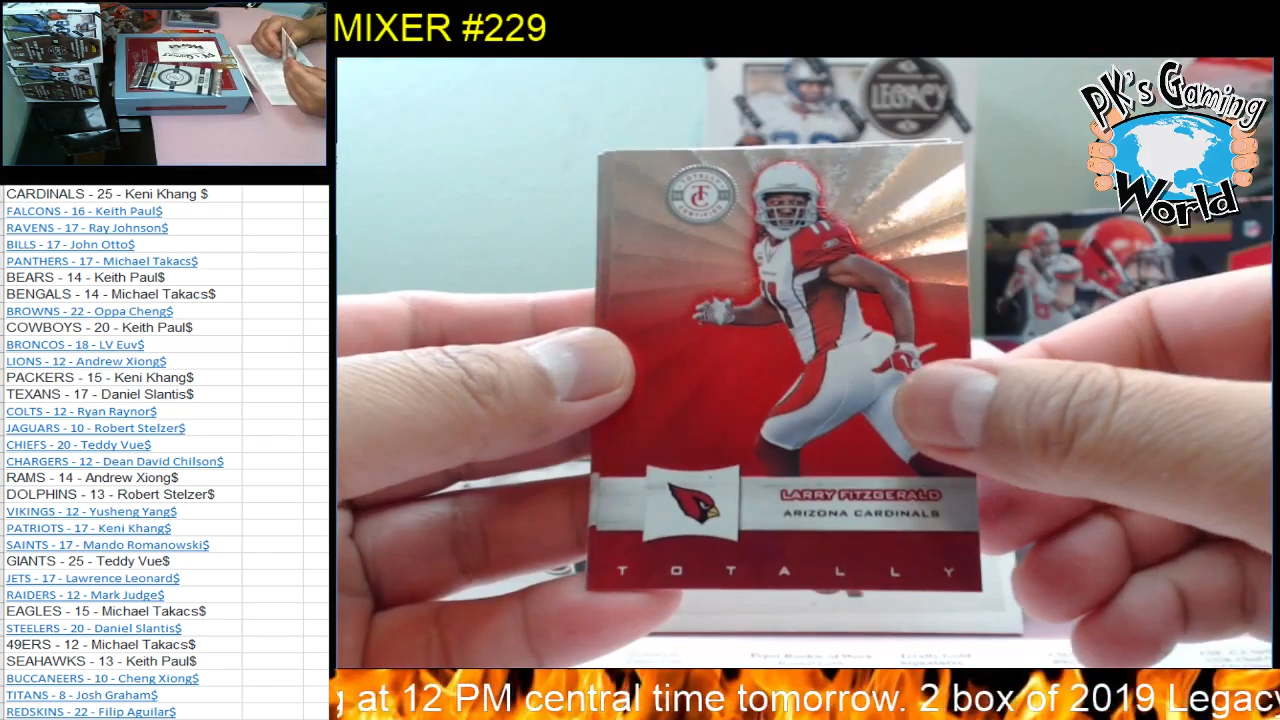 MIXER #229
PK's Gaming
World
LEGACY
CARDINALS - 25 - Keni Khang $
FALCONS - 16 - Keith Paul$
RAVENS - 17 - Ray Johnson$
BILLS - 17 - John Otto$
PANTHERS - 17 - Michael Takacs$
BEARS - 14 - Keith Paul$
BENGALS - 14 - Michael Takacs$
BROWNS - 22 - Oppa Cheng$
COWBOYS - 20 - Keith Paul$
BRONCOS - 18 - LV Euv$
LIONS - 12 - Andrew Xiong$
PACKERS - 15 - Keni Khang$
TEXANS - 17 - Daniel Slantis$
COLTS - 12 - Ryan Raynor$
JAGUARS - 10 - Robert Stelzer$
CHIEFS - 20 - Teddy Vue$
CHARGERS - 12 - Dean David Chilson$
RAMS - 14 - Andrew Xiong$
DOLPHINS - 13 - Robert Stelzer$
VIKINGS - 12 - Yusheng Yang$
PATRIOTS - 17 - Keni Khang$
SAINTS - 17 - Mando Romanowski$
GIANTS - 25 - Teddy Vue$
JETS - 17 - Lawrence Leonard$
RAIDERS - 12 - Mark Judge$
EAGLES - 15 - Michael Takacs$
STEELERS - 20 - Daniel Slantis$
49ERS - 12 - Michael Takacs$
SEAHAWKS - 13 - Keith Paul$
BUCCANEERS - 10 - Cheng Xiong$
TITANS - 8 - Josh Graham$
REDSKINS - 22 - Filip Aguilar$
TOTALLY
TC
CERTIFIED
11
LARRY FITZGERALD
ARIZONA CARDINALS
TOTALLY
g at 12 PM central time tomorrow. 2 box of 2019 Legacy